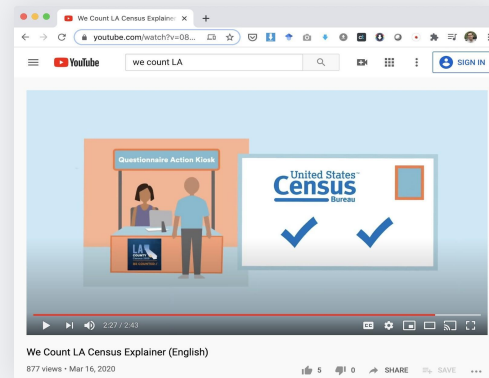 We Count LA Census Explainer
youtube.com/watch?v=08...
YouTube
we count LA
SIGN IN
Questionnaire Action Kiosk
LA
COUNTY
United States™
Census
Bureau
2:27 / 2:43
CC
We Count LA Census Explainer (English)
877 views • Mar 16, 2020
5
0
SHARE
SAVE